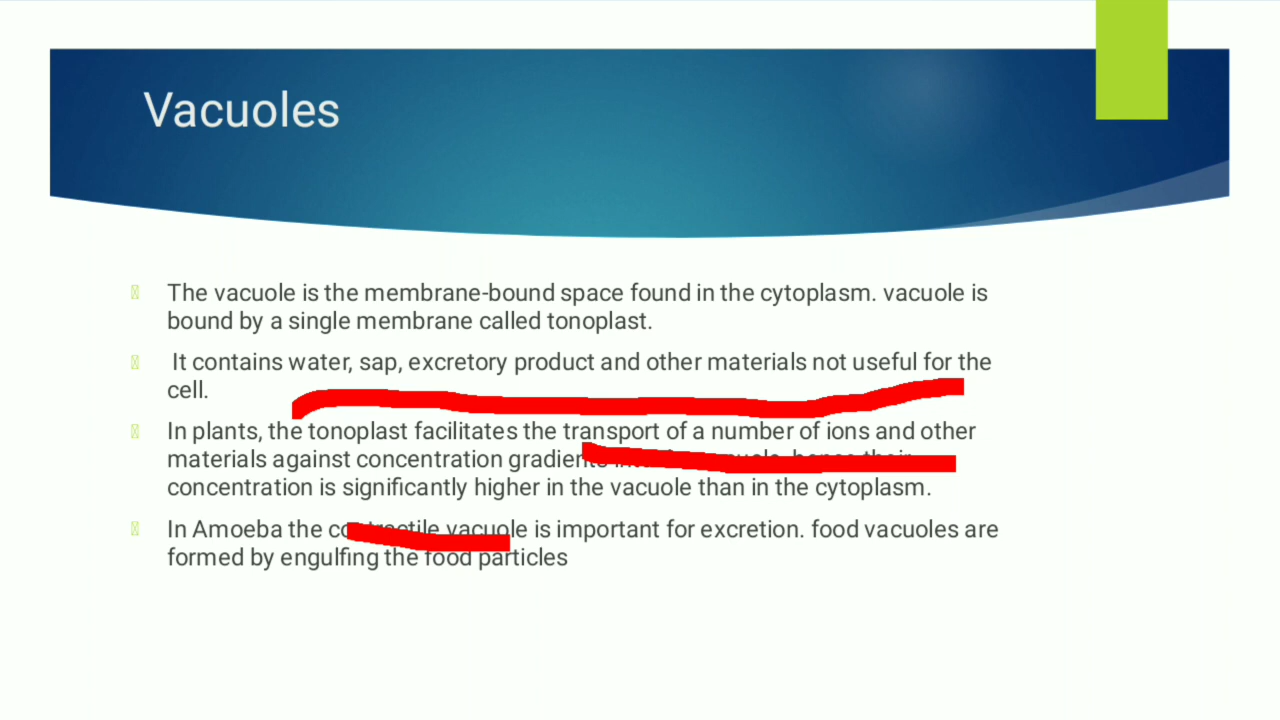 Vacuoles
The vacuole is the membrane-bound space found in the cytoplasm. vacuole is
bound by a single membrane called tonoplast.
It contains water, sap, excretory product and other materials not useful for the
cell.
In plants, the tonoplast facilitates the transport of a number of ions and other
materials against concentration gradients vacuole, hence their
concentration is significantly higher in the vacuole than in the cytoplasm.
In Amoeba the contractile vacuole is important for excretion. food vacuoles are
formed by engulfing the food particles